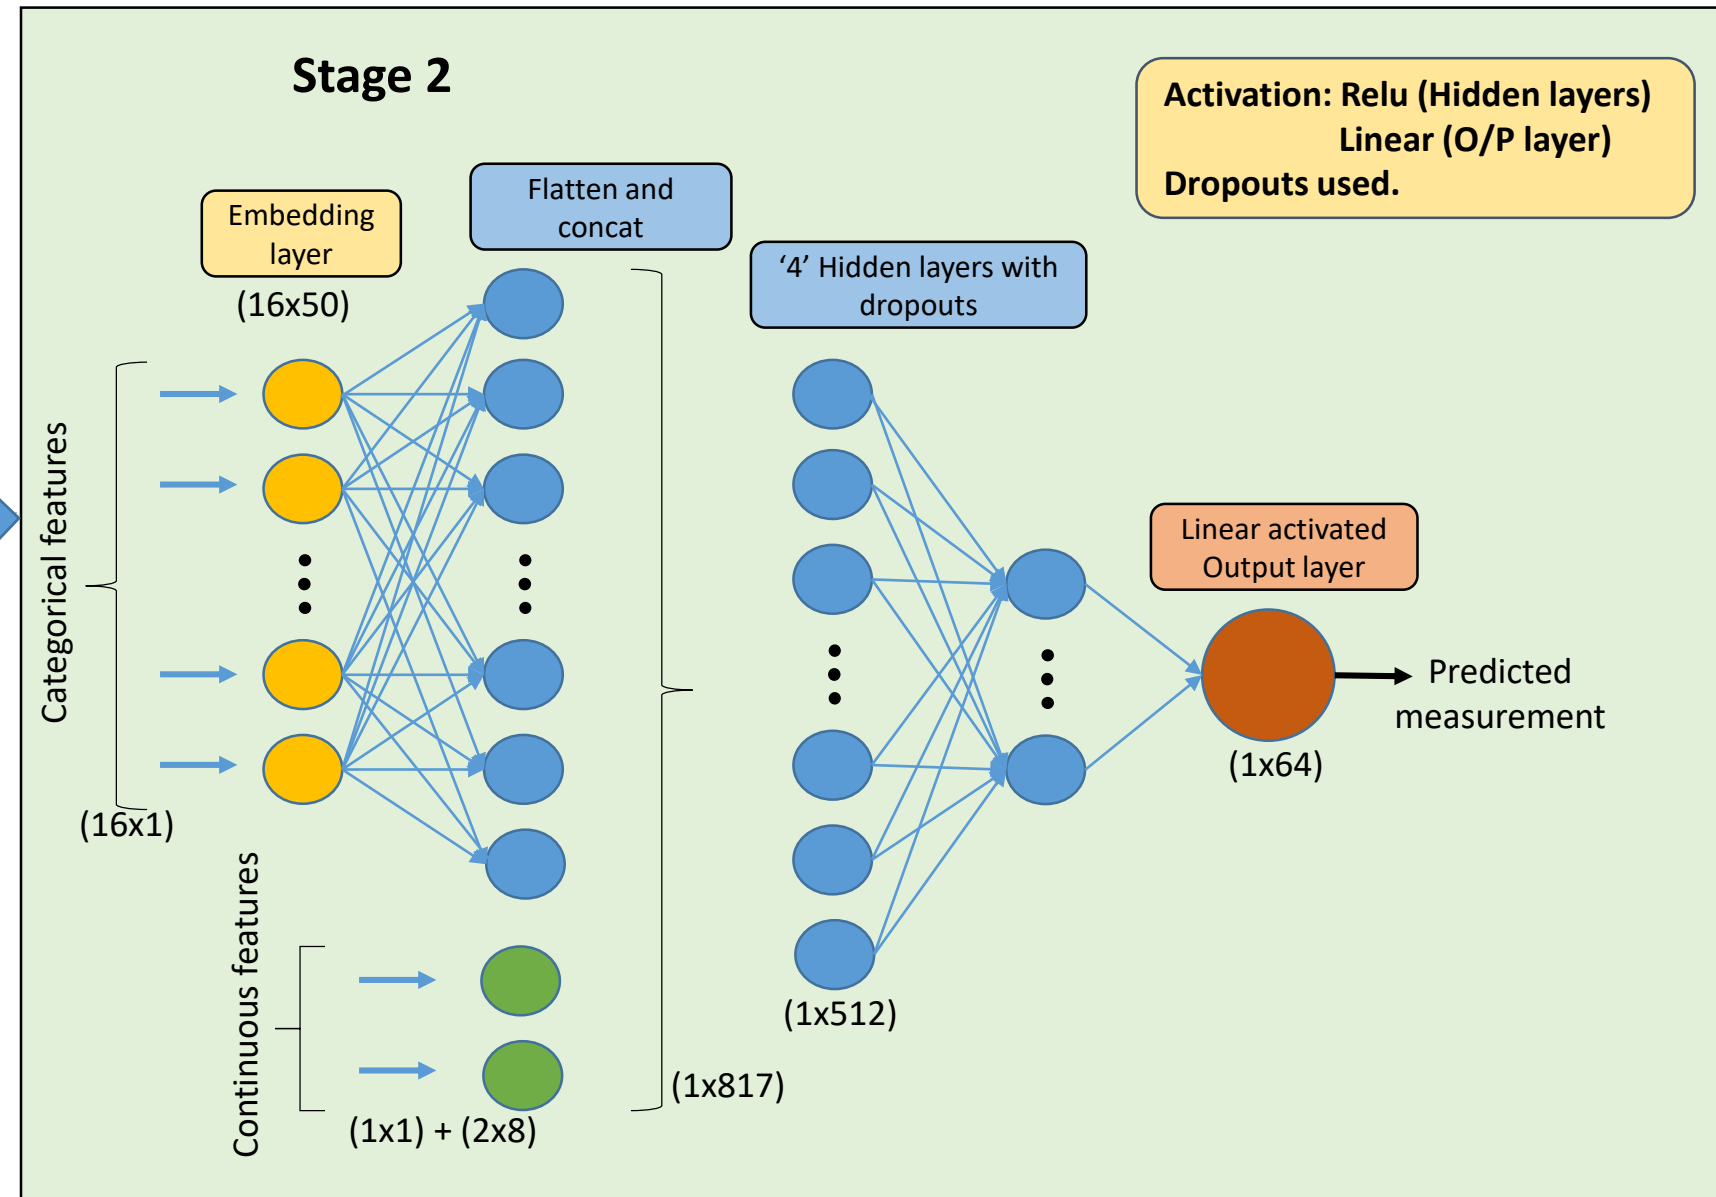 Stage 2
Activation: Relu (Hidden layers)
Linear (O/P layer)
Dropouts used.
Embedding
layer
(16x50)
Flatten and
concat
‘4’ Hidden layers with
dropouts
Categorical features
(16x1)
Continuous features
(1x1) + (2x8)
(1x817)
(1x512)
Linear activated
Output layer
(1x64)
Predicted
measurement